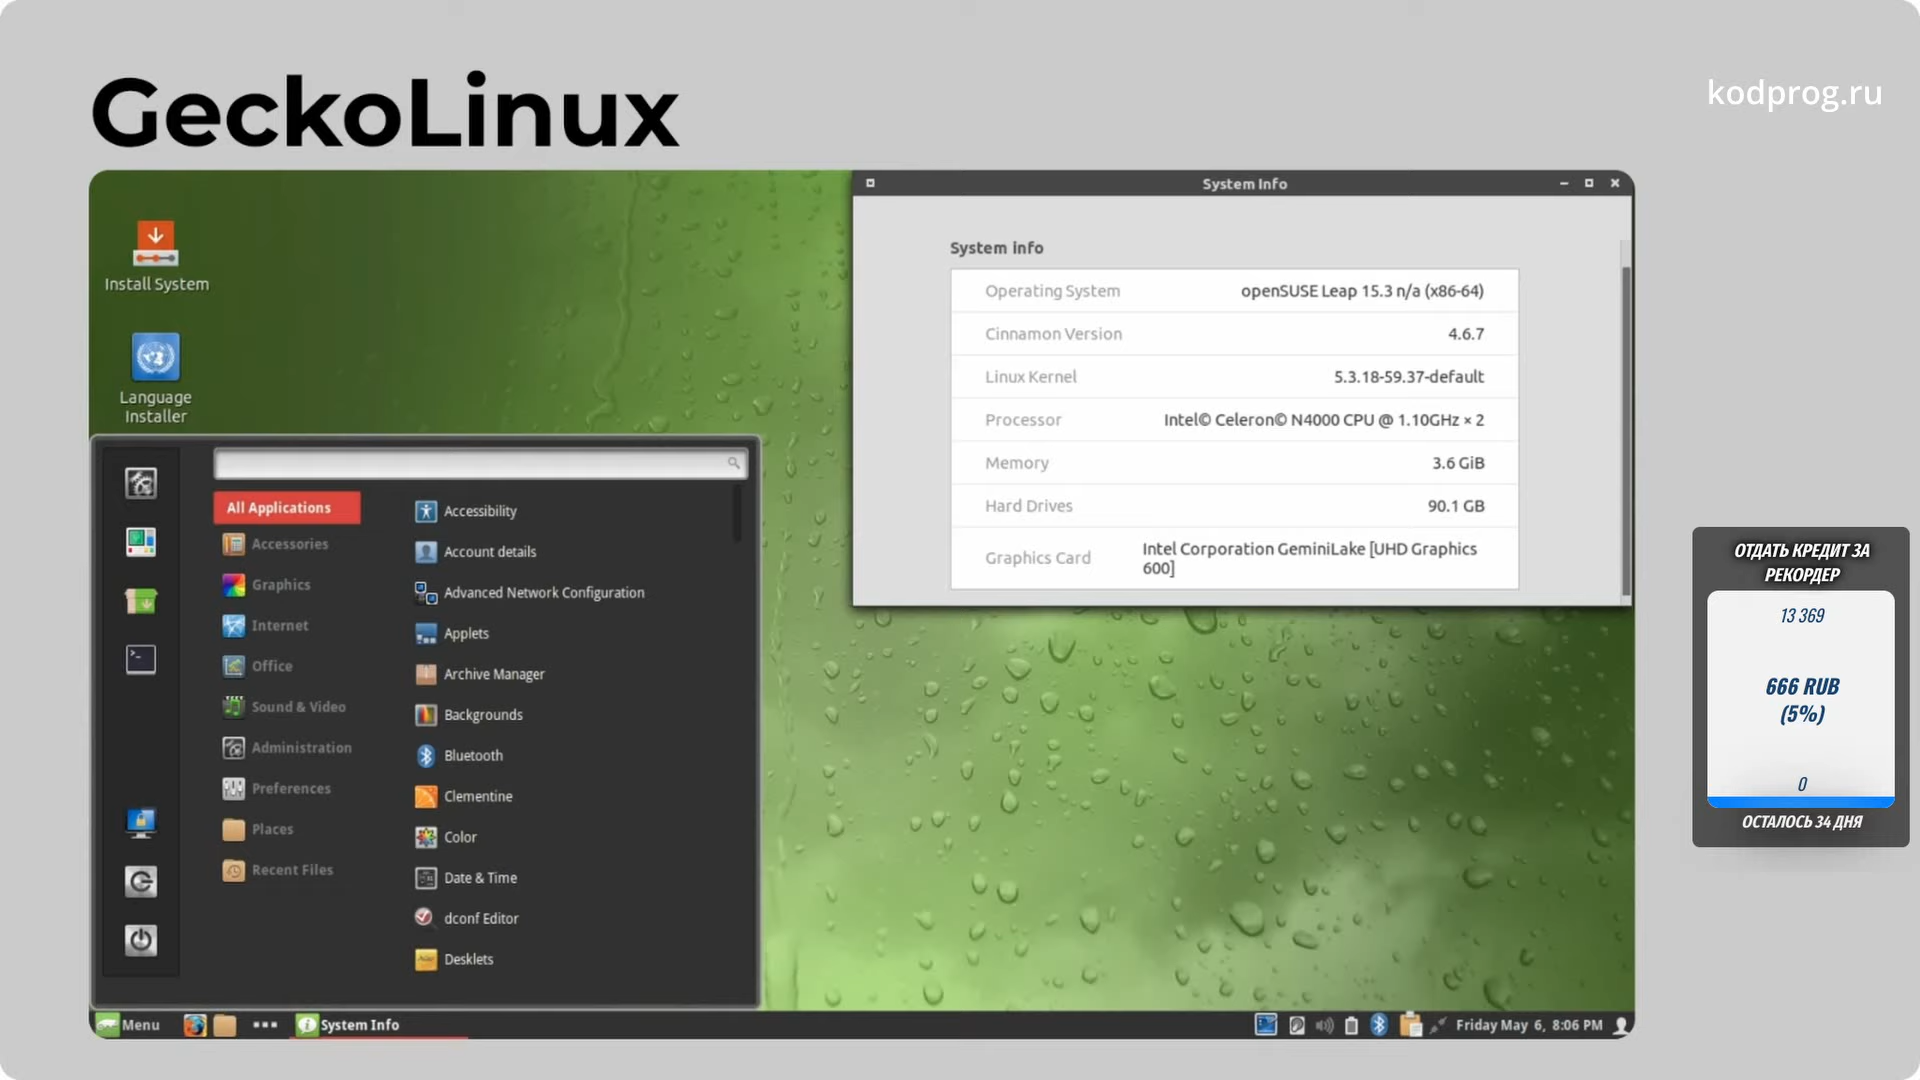 GeckoLinux
kodprog.ru
Install System
Language
Installer
System Info
System info
Operating System openSUSE Leap 15.3 n/a (x86-64)
Cinnamon Version 4.6.7
Linux Kernel 5.3.18-59.37-default
Processor Intel© Celeron© N4000 CPU @ 1.10GHz × 2
Memory 3.6 GiB
Hard Drives 90.1 GB
Graphics Card Intel Corporation GeminiLake [UHD Graphics
600]
All Applications
Accessories
Graphics
Internet
Office
Sound & Video
Administration
Preferences
Places
Recent Files
Accessibility
Account details
Advanced Network Configuration
Applets
Archive Manager
Backgrounds
Bluetooth
Clementine
Color
Date & Time
dconf Editor
Desklets
Menu
System Info
Friday May 6, 8:06 PM
ОТДАТЬ КРЕДИТ ЗА
РЕКОРДЕР
13 369
666 RUB
(5%)
0
ОСТАЛОСЬ 34 ДНЯ